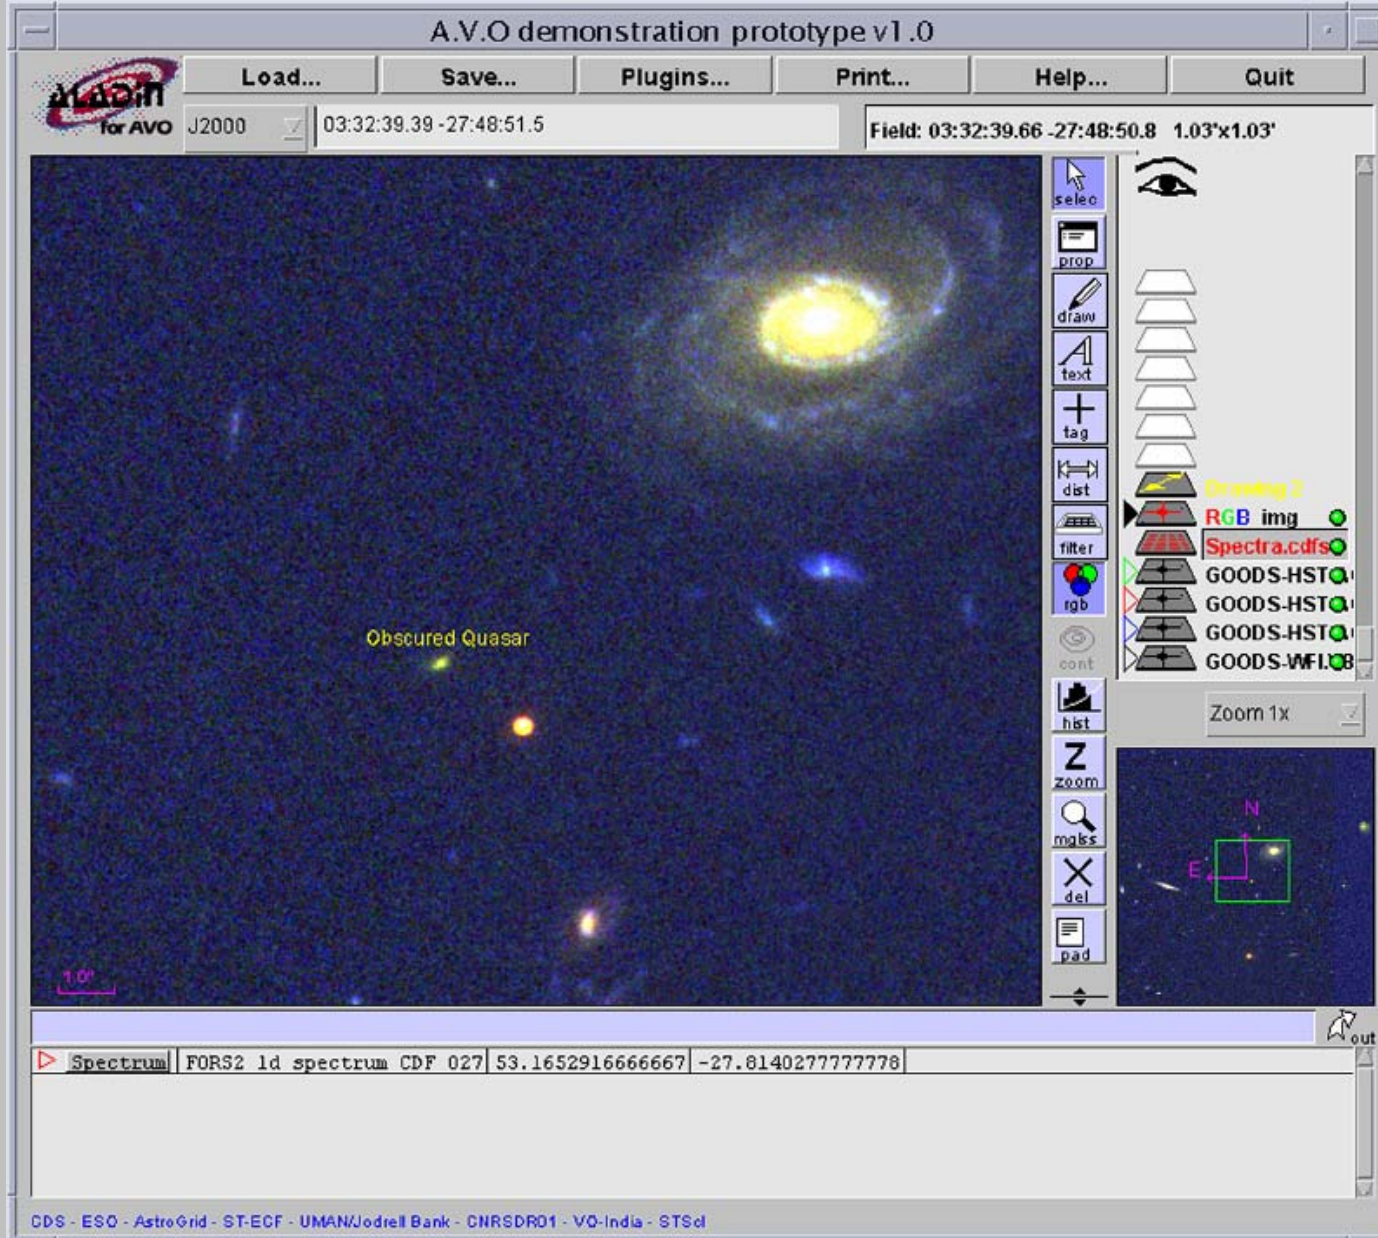 A.V.O demonstration prototype v1.0
ALADiN
for AVO
Load... Save... Plugins... Print... Help... Quit
J2000 03:32:39.39 -27:48:51.5 Field: 03:32:39.66 -27:48:50.8 1.03'x1.03'
selec
prop
draw
text
tag
dist
filter
rgb
cont
hist
Z
zoom
mglss
del
pad
Drawing 2
RGB img
Spectra.cdfs
GOODS-HST
GOODS-HST
GOODS-HST
GOODS-WFI.
Zoom 1x
N
E
Obscured Quasar
1.0"
out
Spectrum FORS2 1d spectrum CDF 027 53.1652916666667 -27.8140277777778
CDS - ESO - AstroGrid - ST-ECF - UMAN/Jodrell Bank - CNRSDR01 - VO-India - STScI